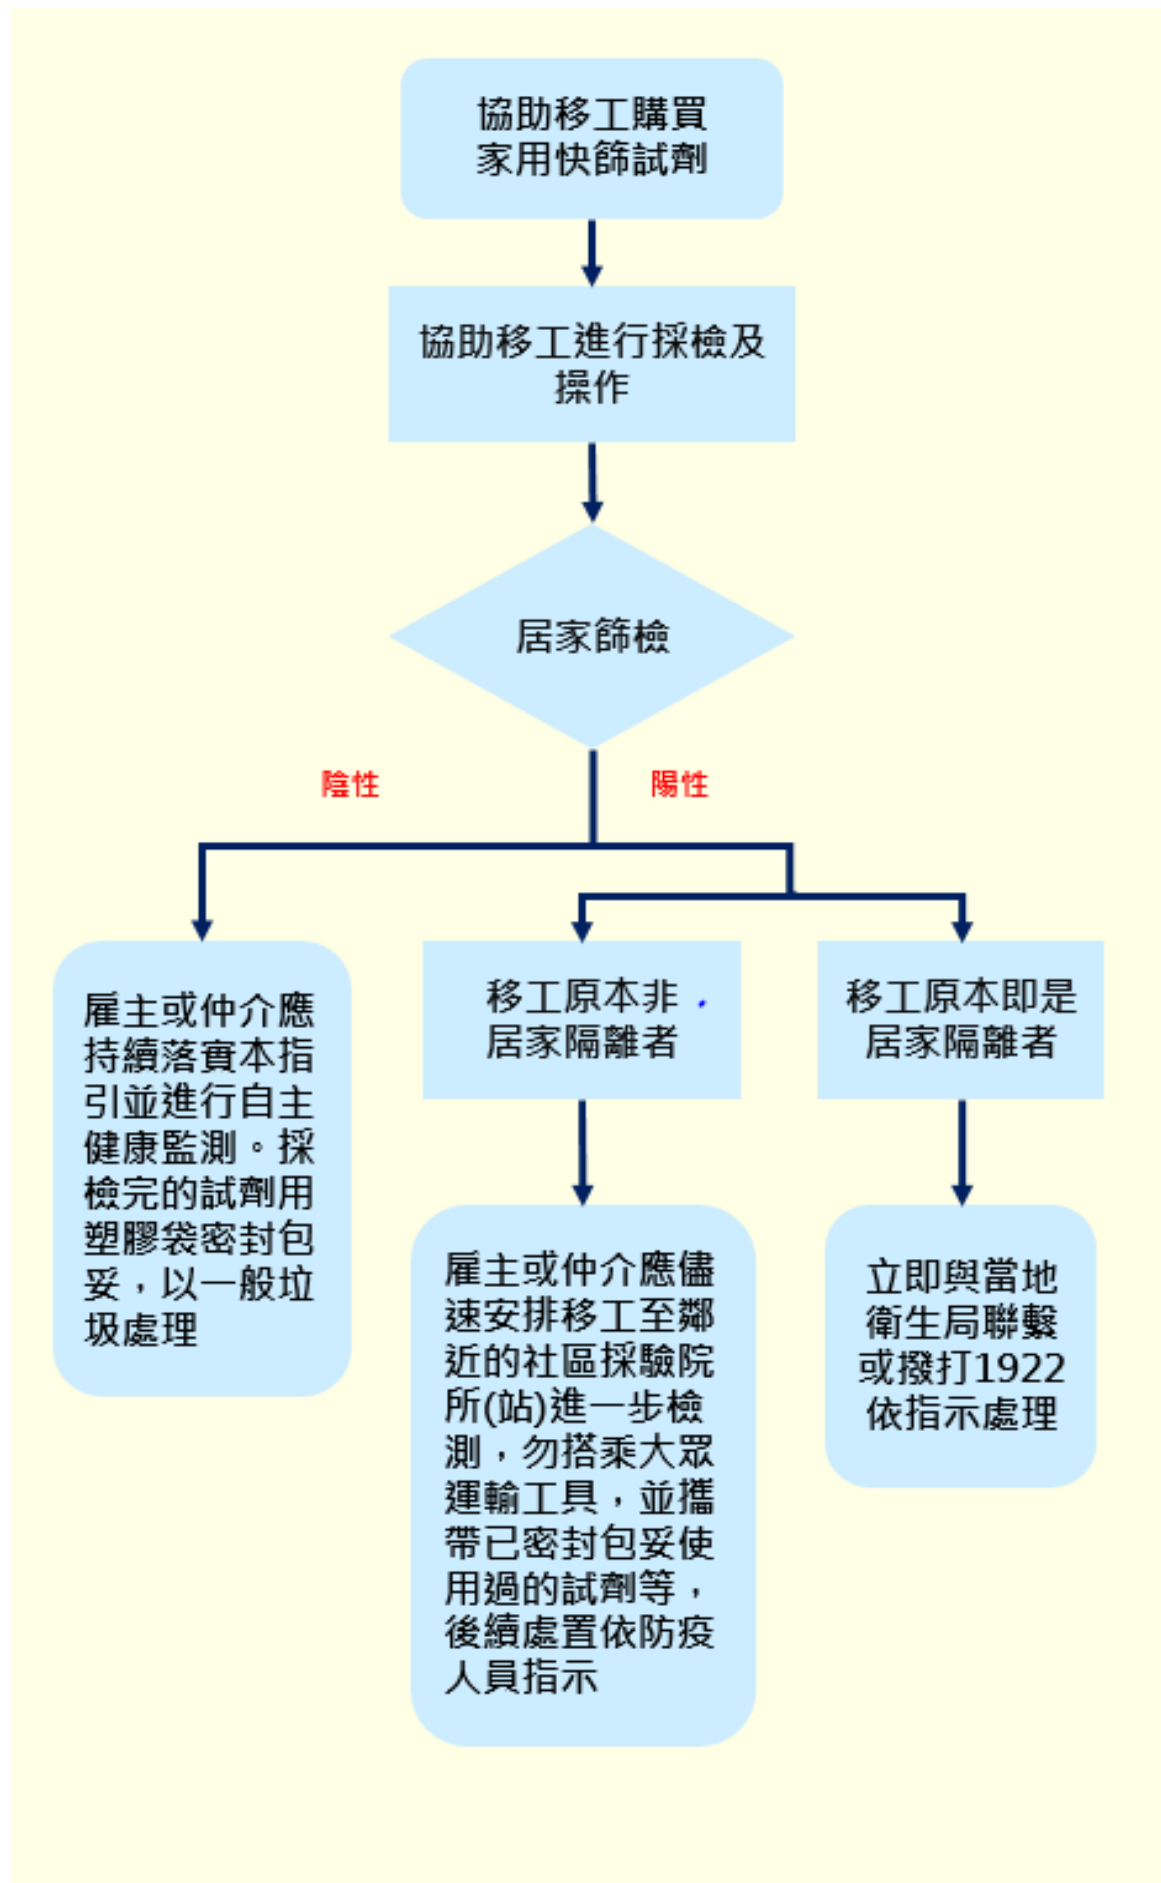 協助移工購買
家用快篩試劑
協助移工進行採檢及
操作
居家篩檢
陰性
陽性
雇主或仲介應
持續落實本指
引並進行自主
健康監測。採
檢完的試劑用
塑膠袋密封包
妥，以一般垃
圾處理
移工原本非
居家隔離者
雇主或仲介應儘
速安排移工至鄰
近的社區採驗院
所(站)進一步檢
測，勿搭乘大眾
運輸工具，並攜
帶已密封包妥使
用過的試劑等，
後續處置依防疫
人員指示
移工原本即是
居家隔離者
立即與當地
衛生局聯繫
或撥打1922
依指示處理